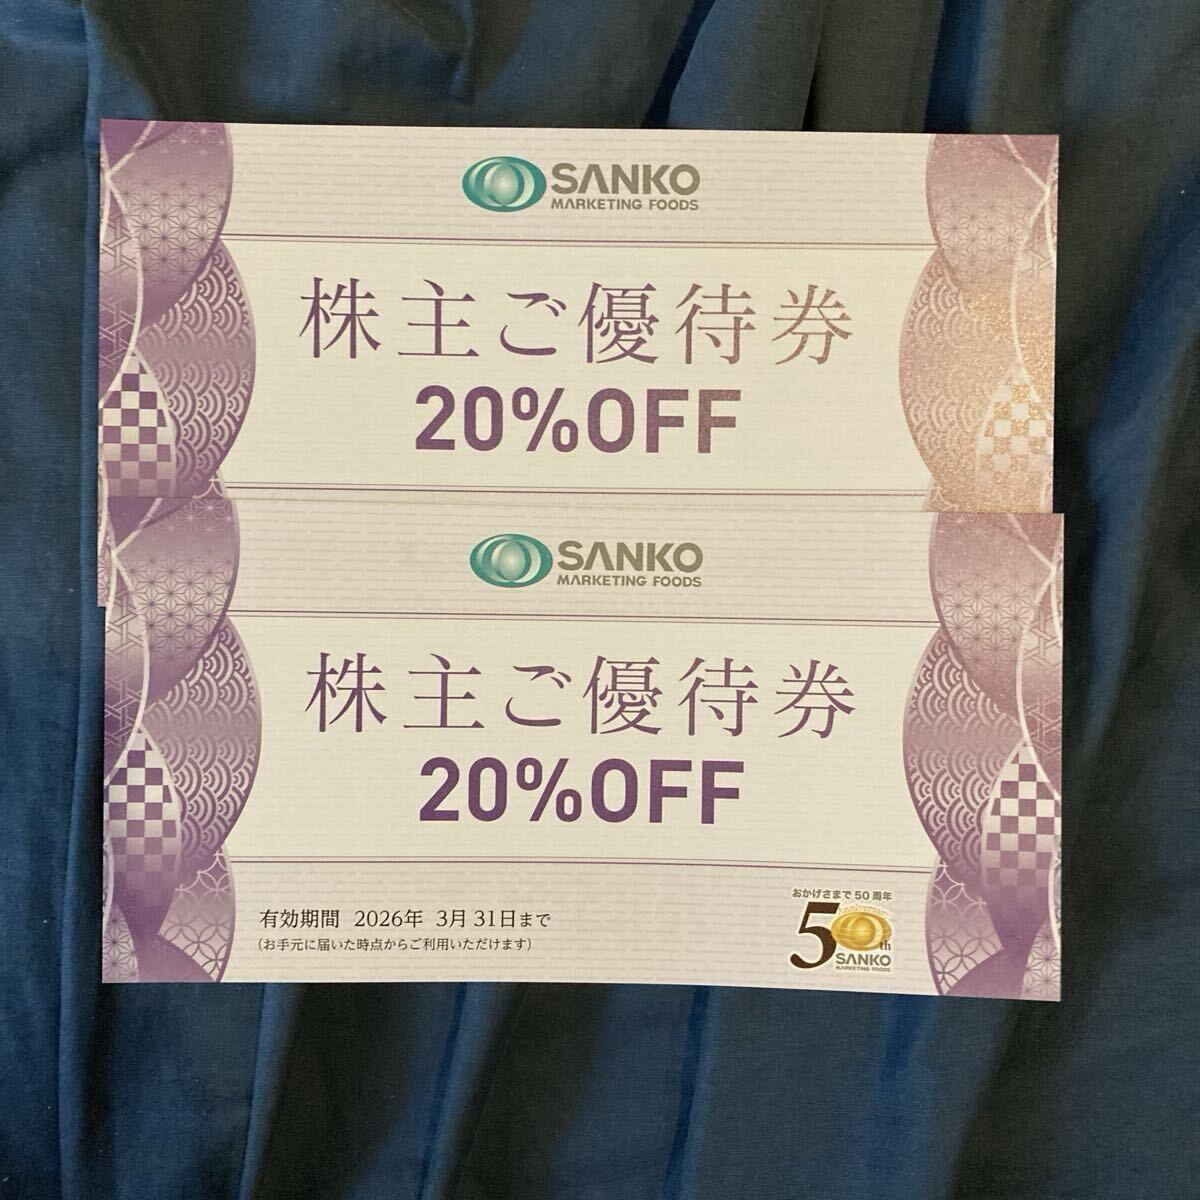 SANKO
MARKETING FOODS
株主ご優待券
20%OFF
SANKO
MARKETING FOODS
株主ご優待券
20%OFF
有効期間 2026年 3月31日まで
(お手元に届いた時点からご利用いただけます)
おかげさまで50周年
50th
Anniversary
SANKO
MARKETING FOODS